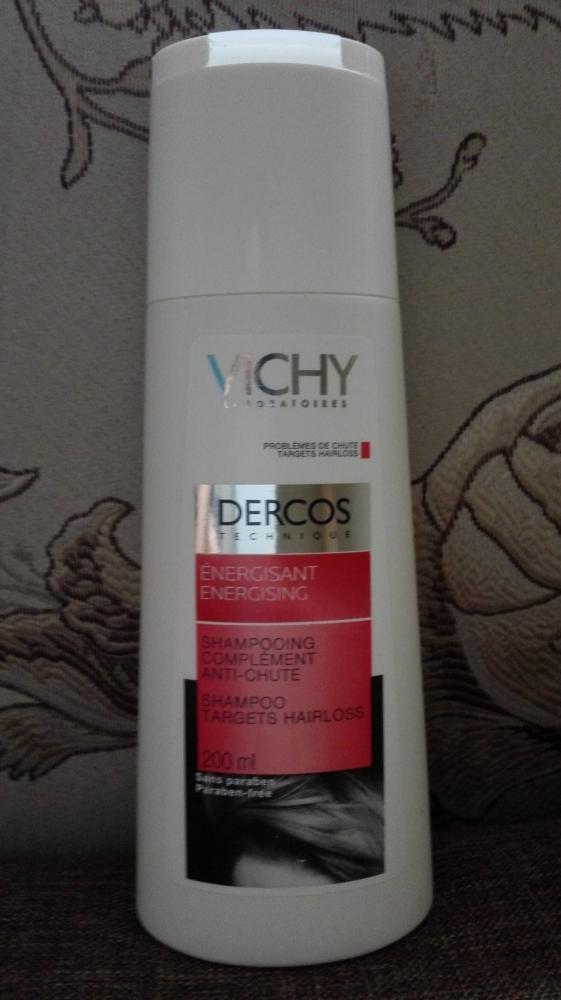 VICHY
LABORATOIRES
PROBLÈMES DE CHUTE
TARGETS HAIRLOSS
DERCOS
TECHNIQUE
ÉNERGISANT
ENERGISING
SHAMPOOING
COMPLÉMENT
ANTI-CHUTE
SHAMPOO
TARGETS HAIRLOSS
200 ml
Sans paraben
Paraben-free